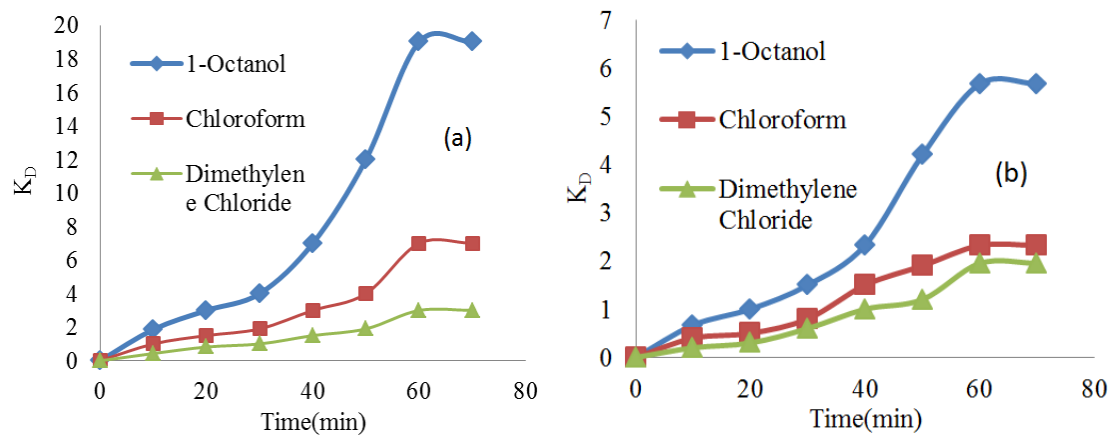 20
18
16
14
12
10
8
6
4
2
0
K_D
1-Octanol
Chloroform
Dimethylen
e Chloride
(a)
0 20 40 60 80
Time(min)
7
6
5
4
3
2
1
0
K_D
1-Octanol
Chloroform
Dimethylene
Chloride
(b)
0 20 40 60 80
Time(min)